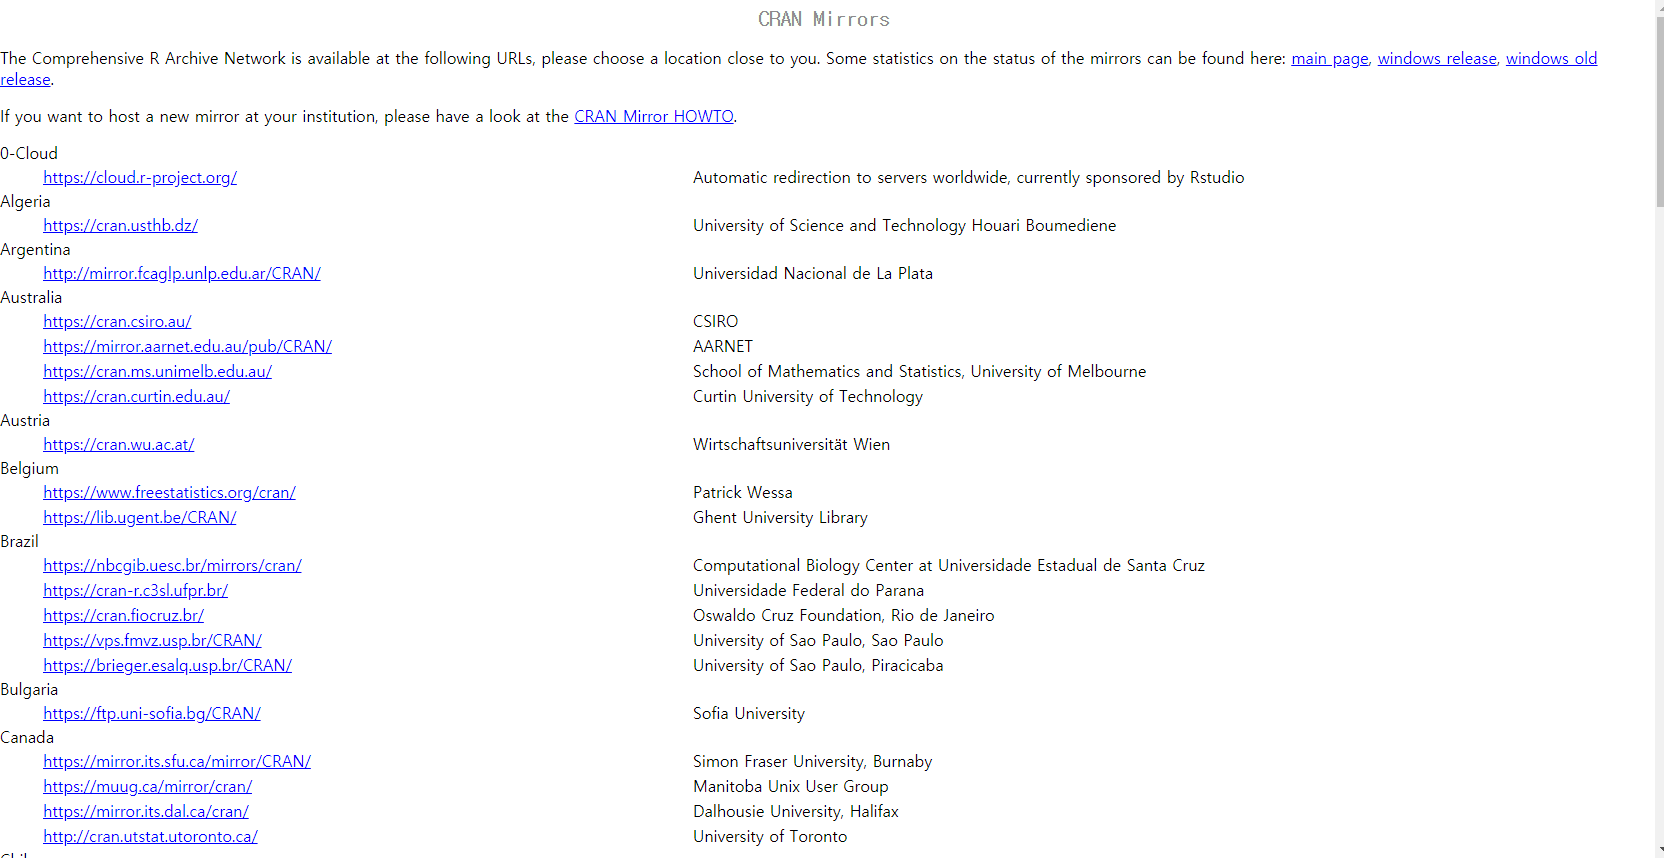 CRAN Mirrors
The Comprehensive R Archive Network is available at the following URLs, please choose a location close to you. Some statistics on the status of the mirrors can be found here: main page, windows release, windows old
release.
If you want to host a new mirror at your institution, please have a look at the CRAN Mirror HOWTO.
0-Cloud
https://cloud.r-project.org/ Automatic redirection to servers worldwide, currently sponsored by Rstudio
Algeria
https://cran.usthb.dz/ University of Science and Technology Houari Boumediene
Argentina
http://mirror.fcaglp.unlp.edu.ar/CRAN/ Universidad Nacional de La Plata
Australia
https://cran.csiro.au/ CSIRO
https://mirror.aarnet.edu.au/pub/CRAN/ AARNET
https://cran.ms.unimelb.edu.au/ School of Mathematics and Statistics, University of Melbourne
https://cran.curtin.edu.au/ Curtin University of Technology
Austria
https://cran.wu.ac.at/ Wirtschaftsuniversität Wien
Belgium
https://www.freestatistics.org/cran/ Patrick Wessa
https://lib.ugent.be/CRAN/ Ghent University Library
Brazil
https://nbcgib.uesc.br/mirrors/cran/ Computational Biology Center at Universidade Estadual de Santa Cruz
https://cran-r.c3sl.ufpr.br/ Universidade Federal do Parana
https://cran.fiocruz.br/ Oswaldo Cruz Foundation, Rio de Janeiro
https://vps.fmvz.usp.br/CRAN/ University of Sao Paulo, Sao Paulo
https://brieger.esalq.usp.br/CRAN/ University of Sao Paulo, Piracicaba
Bulgaria
https://ftp.uni-sofia.bg/CRAN/ Sofia University
Canada
https://mirror.its.sfu.ca/mirror/CRAN/ Simon Fraser University, Burnaby
https://muug.ca/mirror/cran/ Manitoba Unix User Group
https://mirror.its.dal.ca/cran/ Dalhousie University, Halifax
http://cran.utstat.utoronto.ca/ University of Toronto